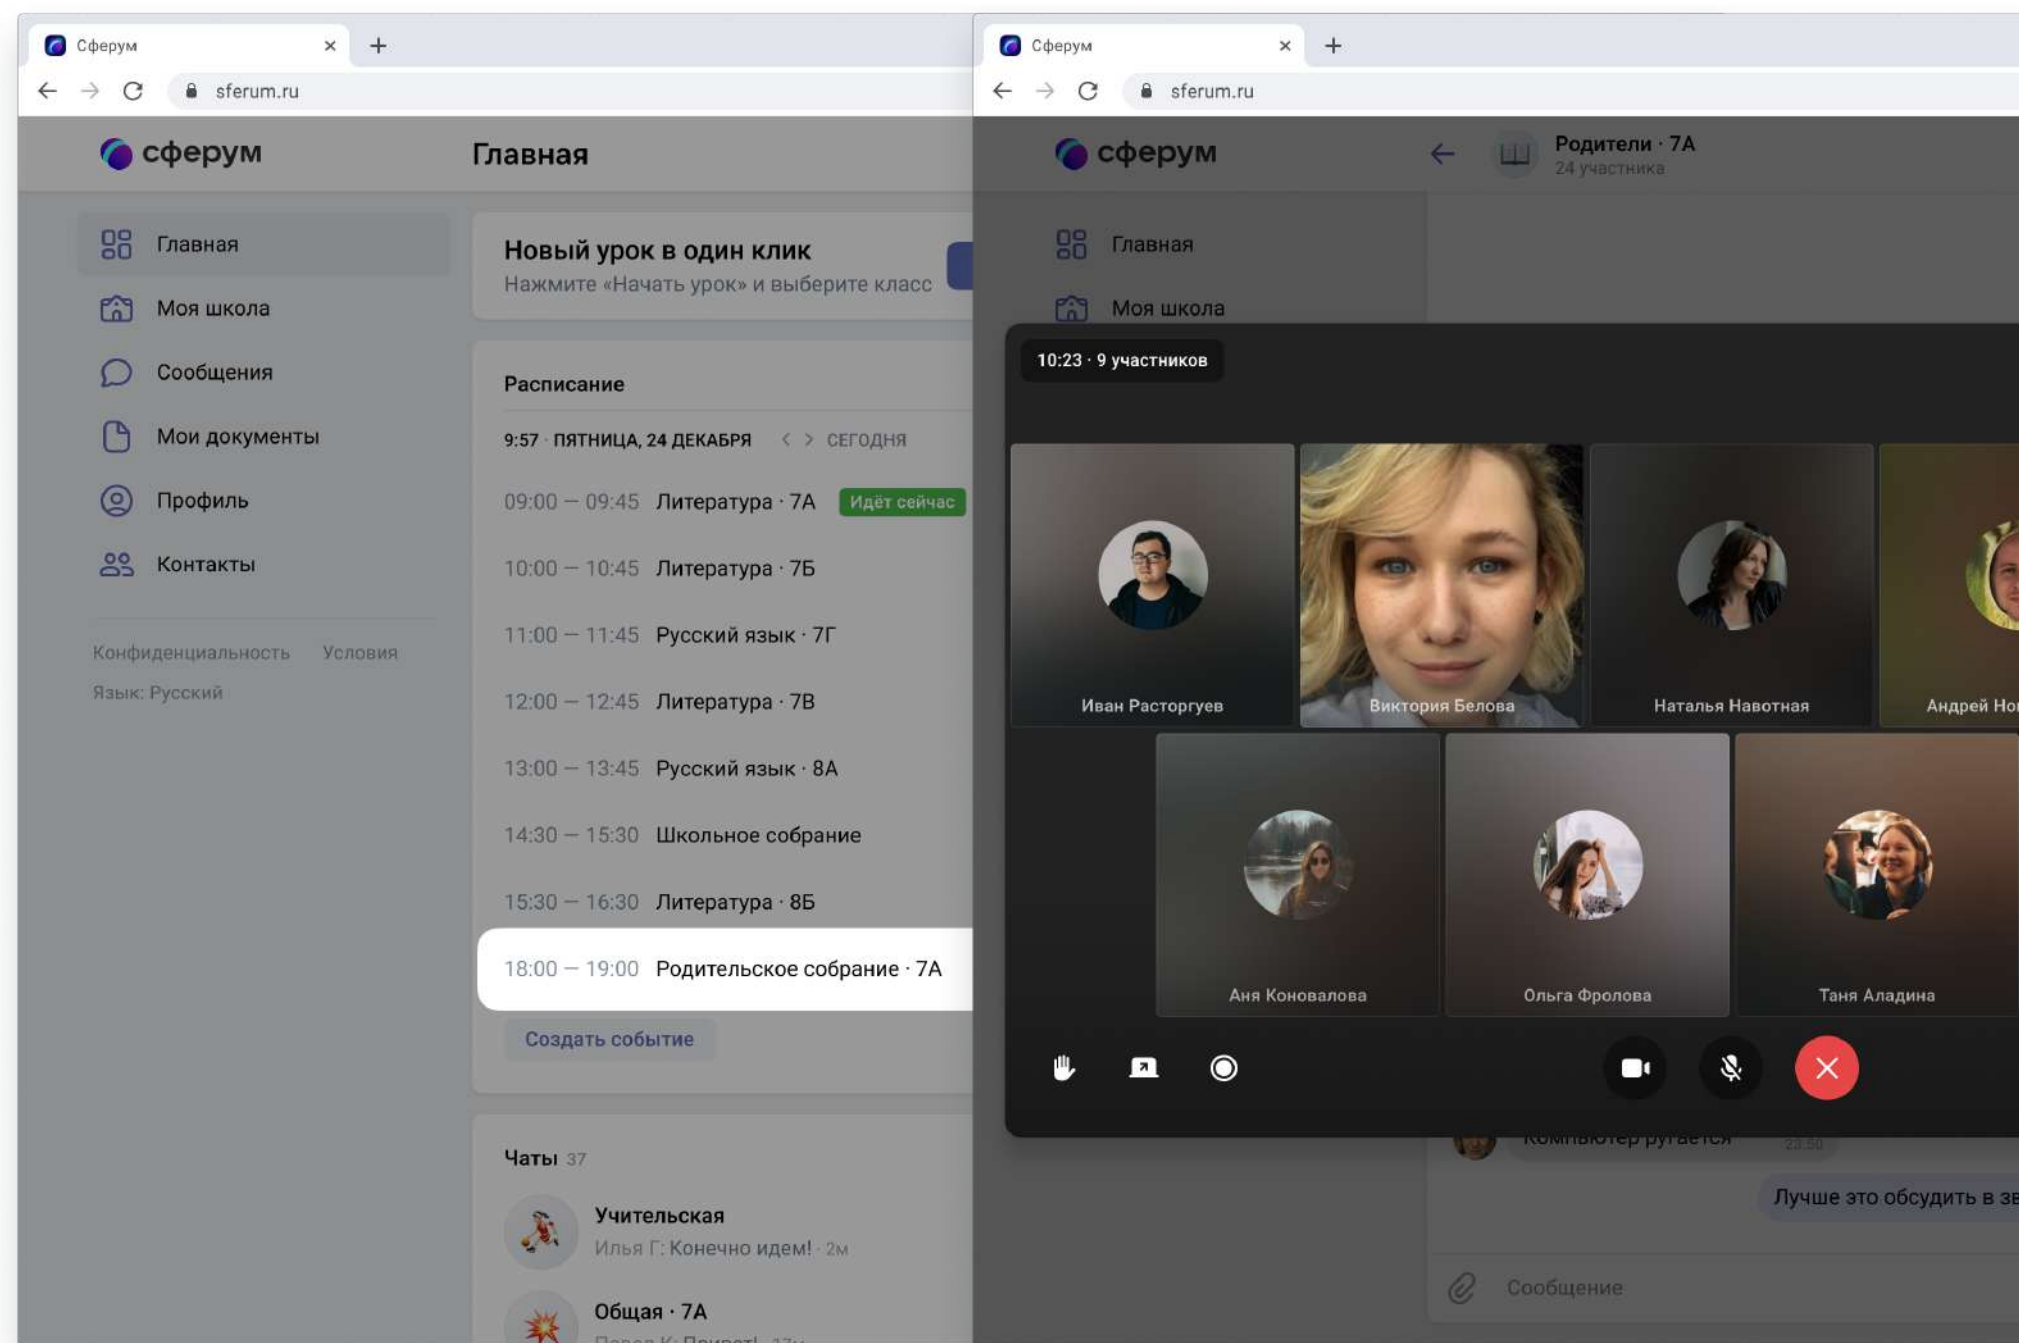 Сферум
sferum.ru
сферум
Главная
Главная
Моя школа
Сообщения
Мои документы
Профиль
Контакты
Конфиденциальность Условия
Язык: Русский
Новый урок в один клик
Нажмите «Начать урок» и выберите класс
Расписание
9:57 · ПЯТНИЦА, 24 ДЕКАБРЯ < > СЕГОДНЯ
09:00 — 09:45 Литература · 7А Идёт сейчас
10:00 — 10:45 Литература · 7Б
11:00 — 11:45 Русский язык · 7Г
12:00 — 12:45 Литература · 7В
13:00 — 13:45 Русский язык · 8А
14:30 — 15:30 Школьное собрание
15:30 — 16:30 Литература · 8Б
18:00 — 19:00 Родительское собрание · 7А
Создать событие
Чаты 37
Учительская
Илья Г: Конечно идем! · 2м
Общая · 7А
Сферум
sferum.ru
сферум
Родители · 7А
24 участника
Главная
Моя школа
10:23 · 9 участников
Иван Расторгуев
Виктория Белова
Наталья Навотная
Андрей
Аня Коновалова
Ольга Фролова
Таня Аладина
Компьютер ругается 23:50
Лучше это обсудить в
Сообщение